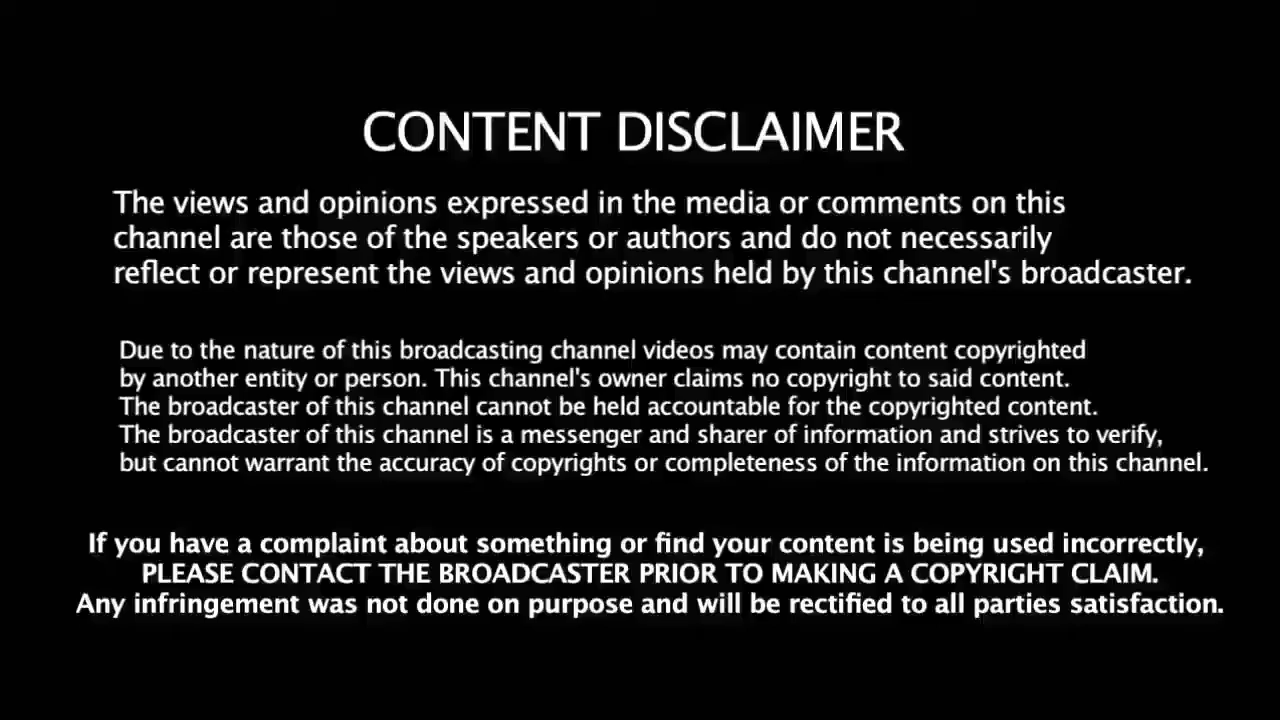 CONTENT DISCLAIMER
The views and opinions expressed in the media or comments on this
channel are those of the speakers or authors and do not necessarily
reflect or represent the views and opinions held by this channel's broadcaster.
Due to the nature of this broadcasting channel videos may contain content copyrighted
by another entity or person. This channel's owner claims no copyright to said content.
The broadcaster of this channel cannot be held accountable for the copyrighted content.
The broadcaster of this channel is a messenger and sharer of information and strives to verify,
but cannot warrant the accuracy of copyrights or completeness of the information on this channel.
If you have a complaint about something or find your content is being used incorrectly,
PLEASE CONTACT THE BROADCASTER PRIOR TO MAKING A COPYRIGHT CLAIM.
Any infringement was not done on purpose and will be rectified to all parties satisfaction.